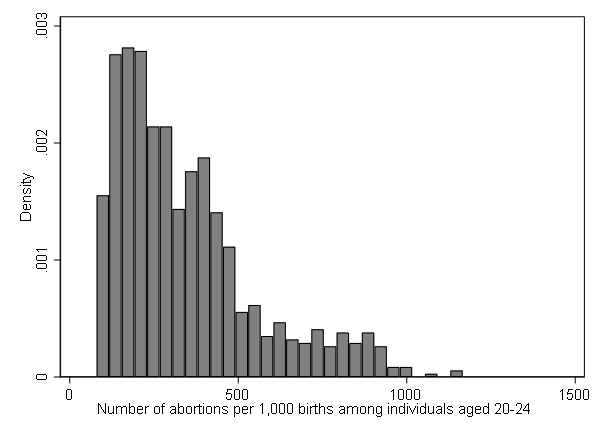 .003
.002
.001
0
Density
0 500 1000 1500
Number of abortions per 1,000 births among individuals aged 20-24